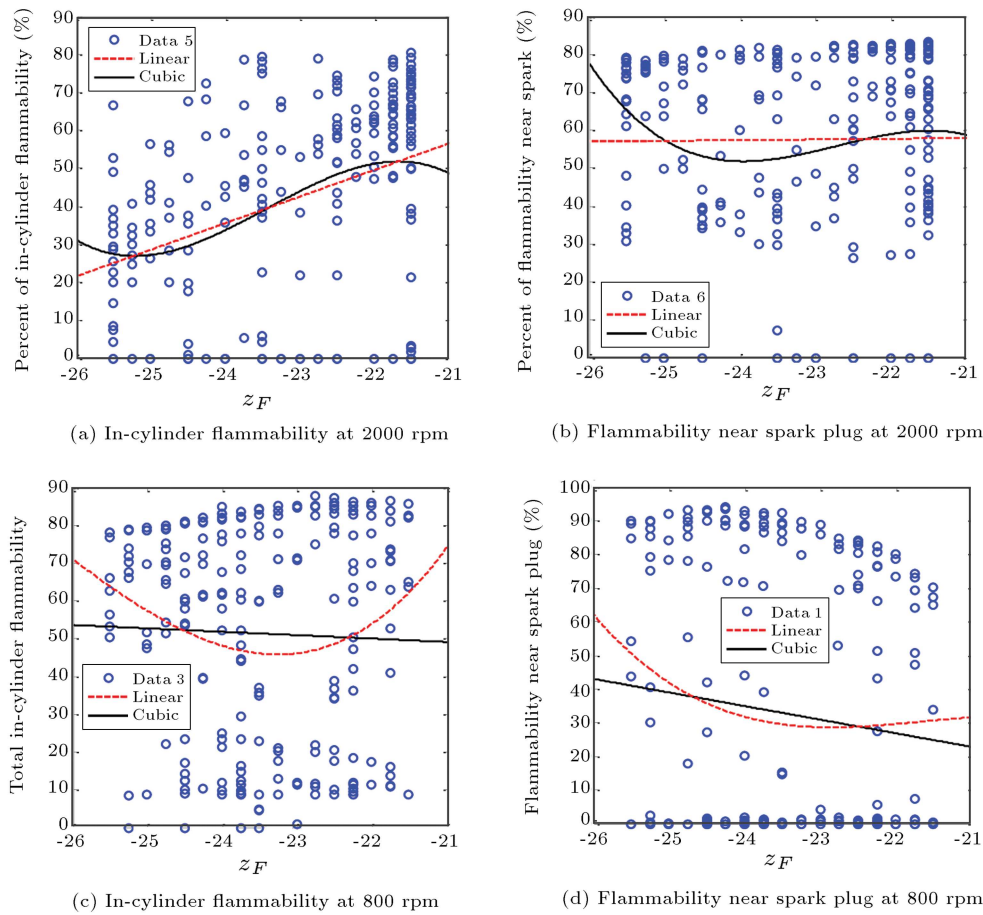 Percent of in-cylinder flammability (%)
90
80
70
60
50
40
30
20
10
0
Data 5
Linear
Cubic
-26 -25 -24 -23 -22 -21
z_F
(a) In-cylinder flammability at 2000 rpm
Percent of flammability near spark (%)
90
80
70
60
50
40
30
20
10
0
Data 6
Linear
Cubic
-26 -25 -24 -23 -22 -21
z_F
(b) Flammability near spark plug at 2000 rpm
Total in-cylinder flammability
90
80
70
60
50
40
30
20
10
0
Data 3
Linear
Cubic
-26 -25 -24 -23 -22 -21
z_F
(c) In-cylinder flammability at 800 rpm
Flammability near spark plug (%)
100
90
80
70
60
50
40
30
20
10
0
Data 1
Linear
Cubic
-26 -25 -24 -23 -22 -21
z_F
(d) Flammability near spark plug at 800 rpm